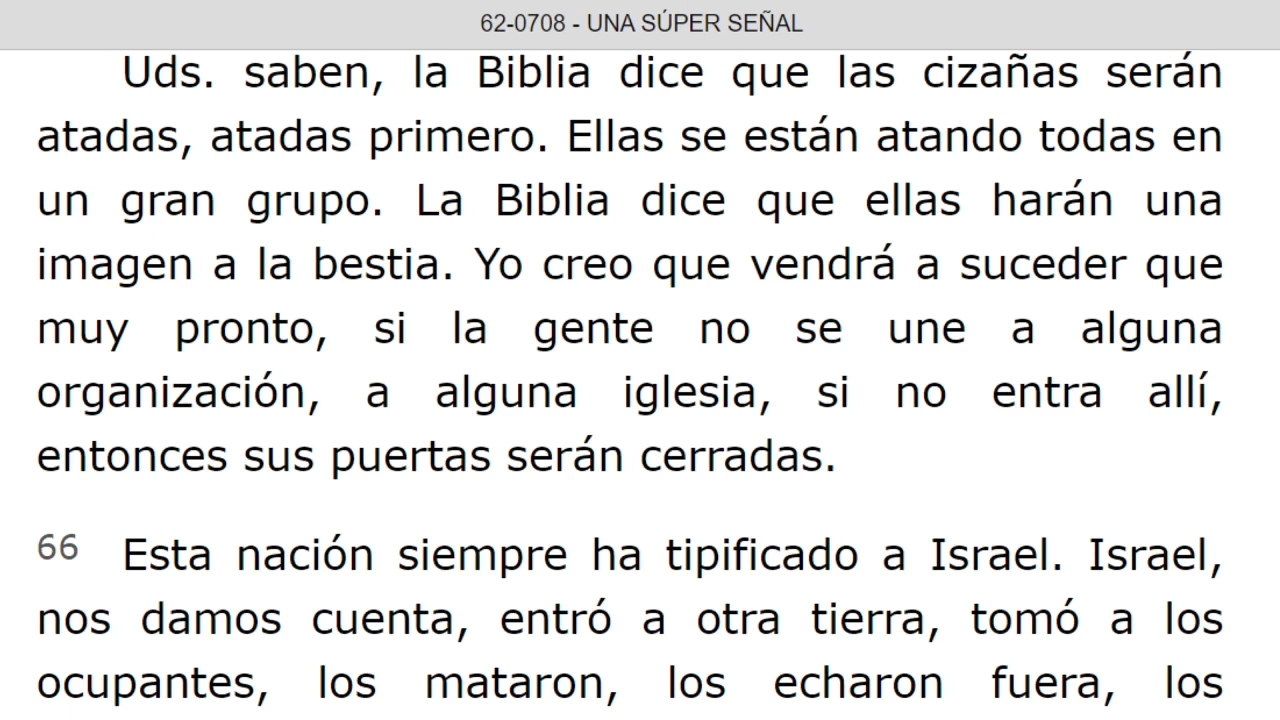 62-0708 - UNA SÚPER SEÑAL
Uds. saben, la Biblia dice que las cizañas serán
atadas, atadas primero. Ellas se están atando todas en
un gran grupo. La Biblia dice que ellas harán una
imagen a la bestia. Yo creo que vendrá a suceder que
muy pronto, si la gente no se une a alguna
organización, a alguna iglesia, si no entra allí,
entonces sus puertas serán cerradas.
66 Esta nación siempre ha tipificado a Israel. Israel,
nos damos cuenta, entró a otra tierra, tomó a los
ocupantes, los mataron, los echaron fuera, los